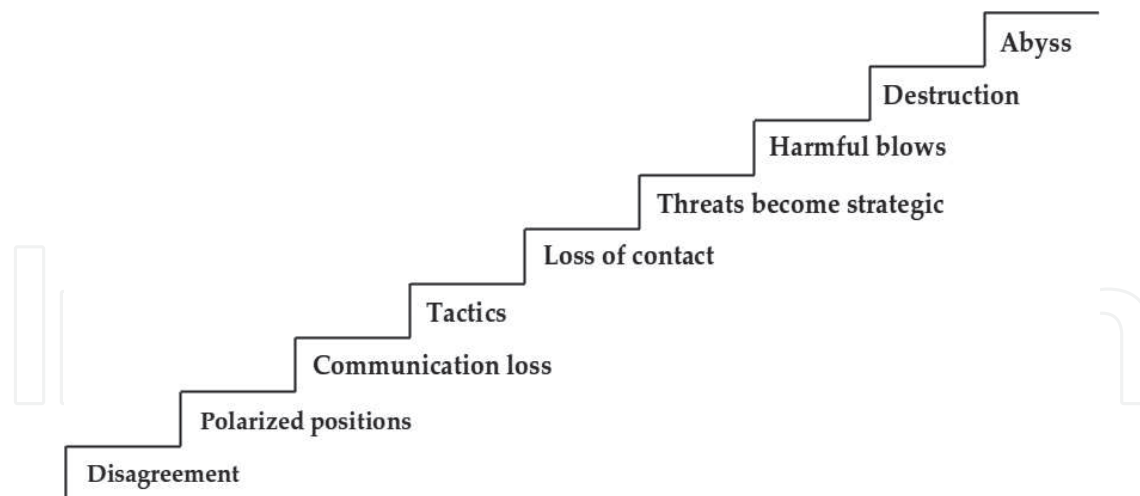 Abyss
Destruction
Harmful blows
Threats become strategic
Loss of contact
Tactics
Communication loss
Polarized positions
Disagreement